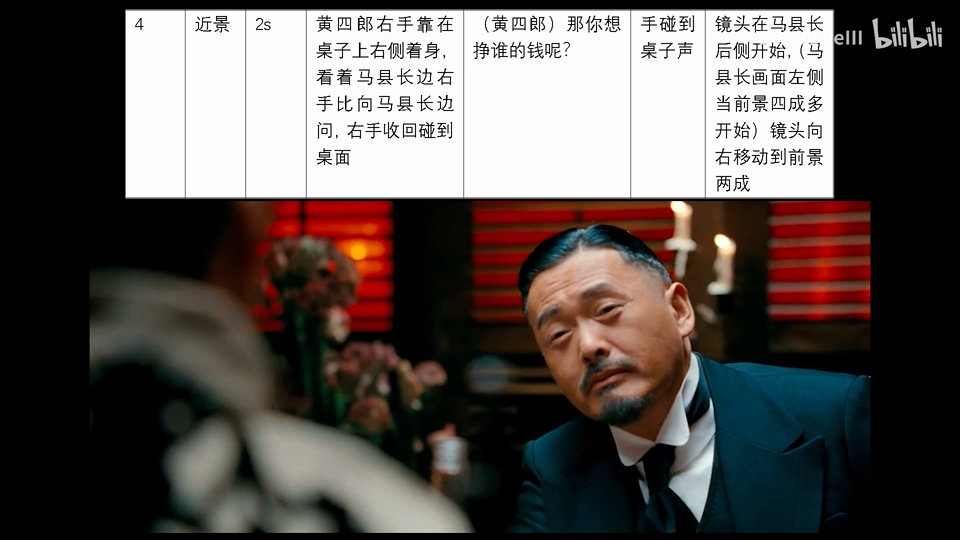 4
近景
2s
黄四郎右手靠在
桌子上右侧着身，
看着马县长边右
手比向马县长边
问，右手收回碰到
桌面
（黄四郎）那你想
挣谁的钱呢？
手碰到
桌子声
镜头在马县长
后侧开始，（马
县长画面左侧
当前景四成多
开始）镜头向
右移动到前景
两成
bilibili